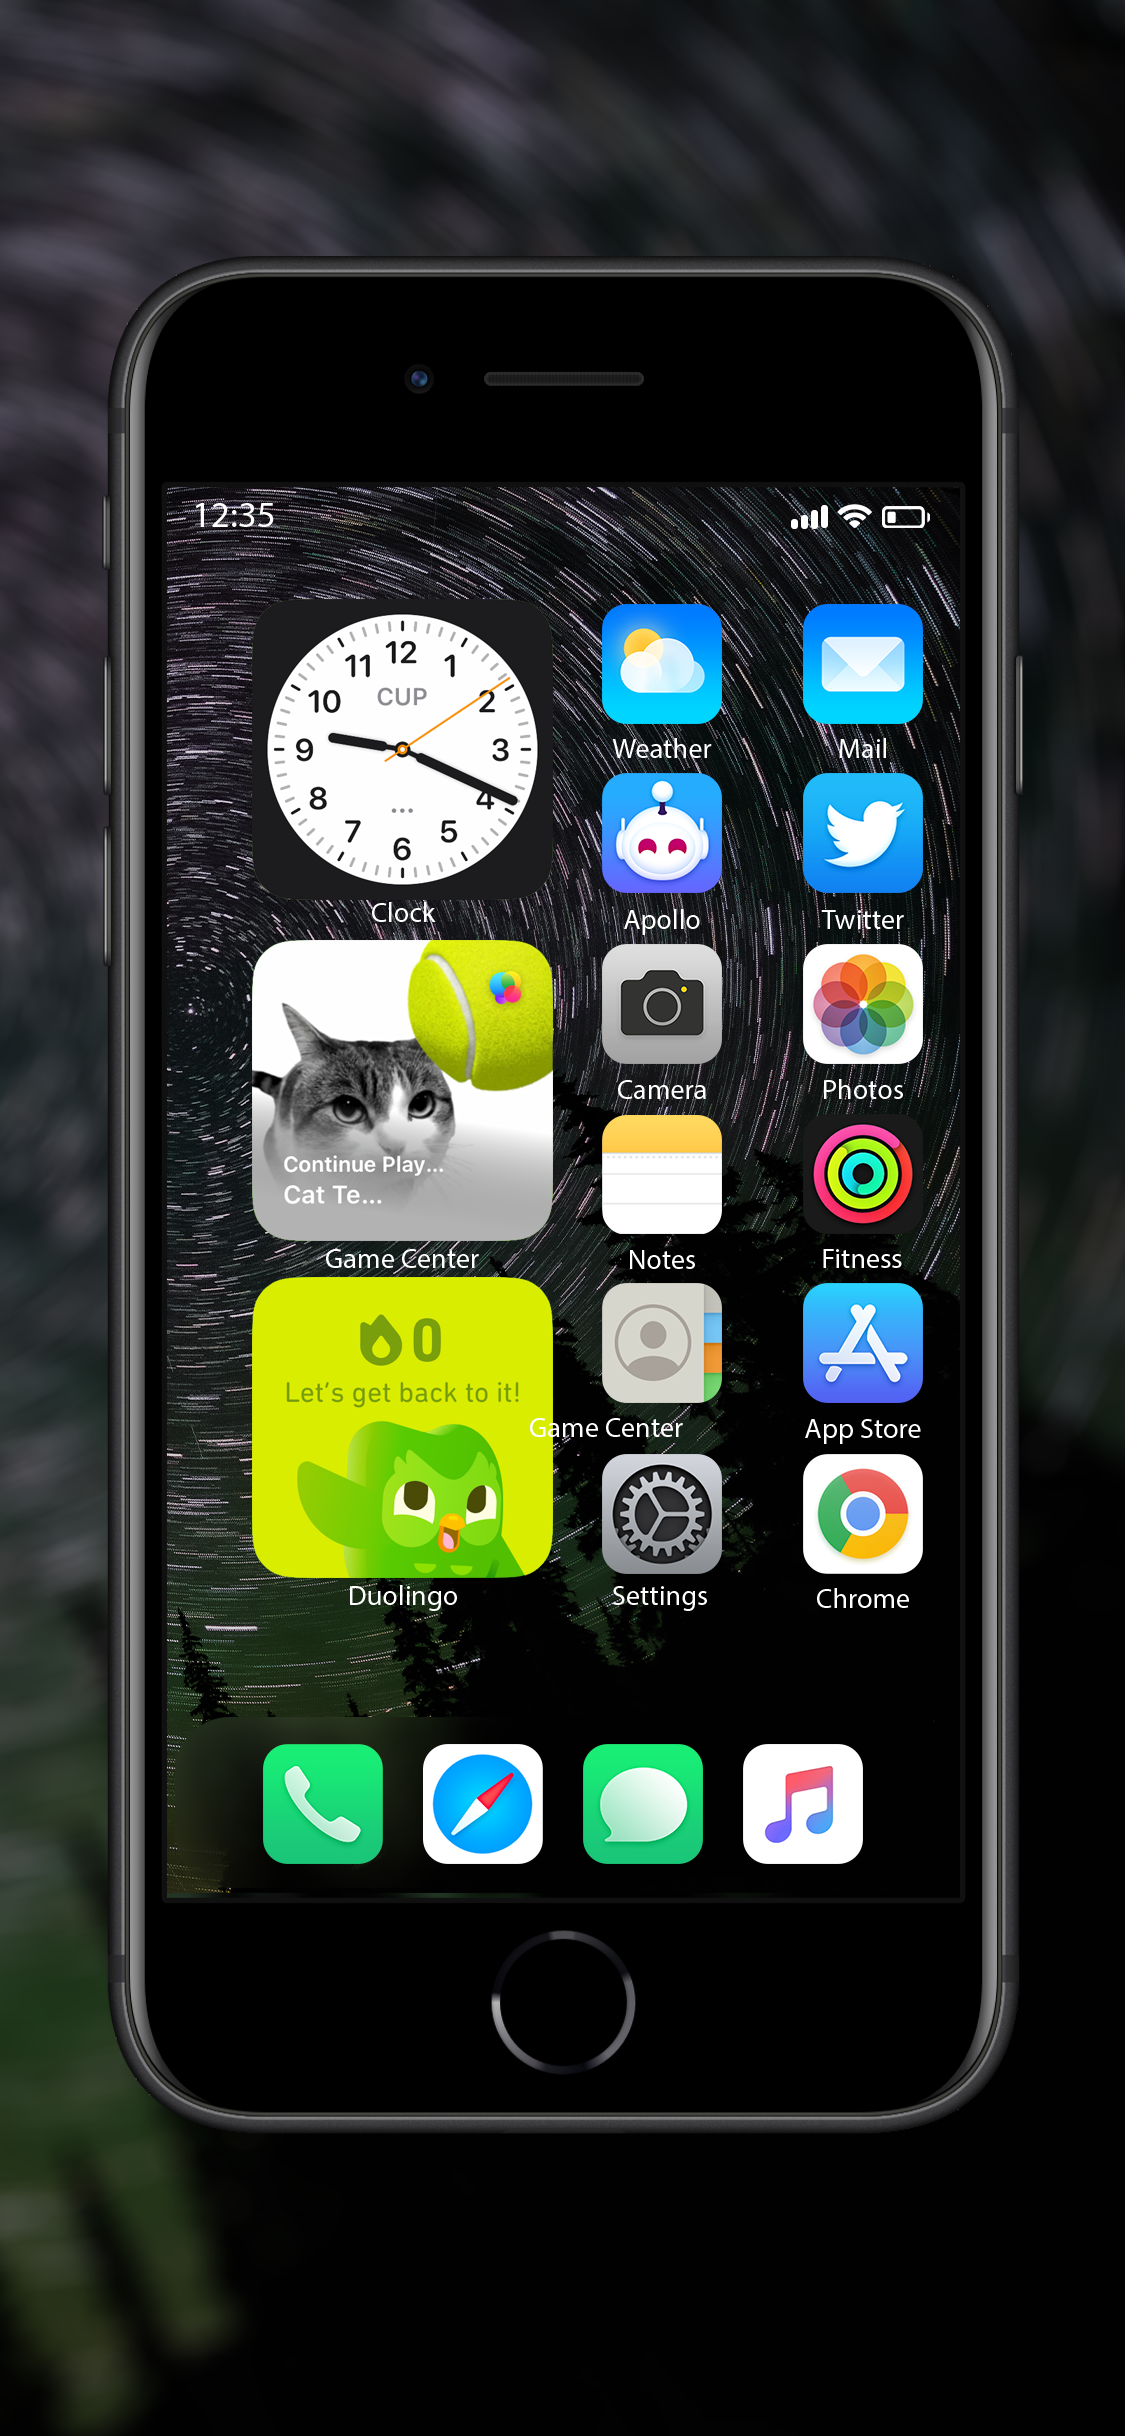 12:35
12
11
1
10
CUP
2
9
3
8
...
4
7
5
6
Clock
Weather
Mail
Apollo
Twitter
Continue Play...
Cat Te...
Game Center
Camera
Photos
Notes
Fitness
0
Let's get back to it!
Duolingo
Game Center
App Store
Settings
Chrome